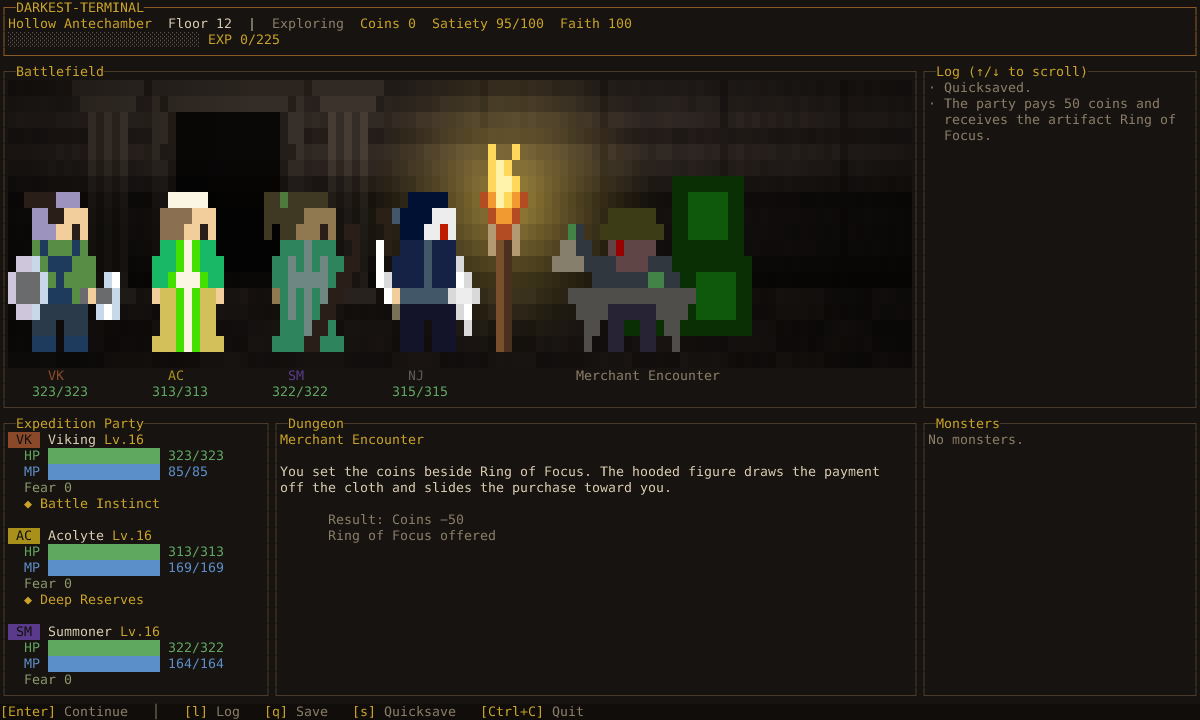 DARKEST-TERMINAL
Hollow Antechamber  Floor 12  |  Exploring  Coins 0  Satiety 95/100  Faith 100
EXP 0/225
Battlefield
VK AC SM NJ Merchant Encounter
323/323 313/313 322/322 315/315
Log (↑/↓ to scroll)
· Quicksaved.
· The party pays 50 coins and
receives the artifact Ring of
Focus.
Expedition Party
VK Viking Lv.16
HP 323/323
MP 85/85
Fear 0
◆ Battle Instinct
AC Acolyte Lv.16
HP 313/313
MP 169/169
Fear 0
◆ Deep Reserves
SM Summoner Lv.16
HP 322/322
MP 164/164
Fear 0
Dungeon
Merchant Encounter
You set the coins beside Ring of Focus. The hooded figure draws the payment
off the cloth and slides the purchase toward you.
Result: Coins −50
Ring of Focus offered
Monsters
No monsters.
[Enter] Continue  |  [l] Log  [q] Save  [s] Quicksave  [Ctrl+C] Quit